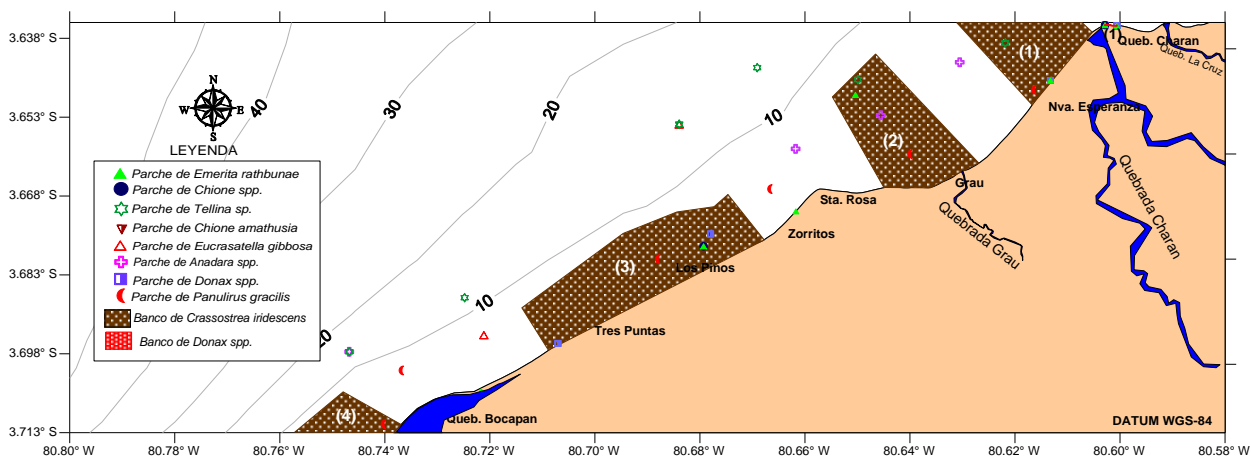 3.638° S
3.653° S
3.668° S
3.683° S
3.698° S
3.713° S
N
W
E
S
LEYENDA
Parche de Emerita rathbunae
Parche de Chione spp.
Parche de Tellina sp.
Parche de Chione amathusia
Parche de Eucrasatella gibbosa
Parche de Anadara spp.
Parche de Donax spp.
Parche de Panulirus gracilis
Banco de Crassostrea iridescens
Banco de Donax spp.
40
30
20
10
10
20
(1)
(1)
(2)
(3)
(4)
Queb. Charan
Queb. La Cruz
Nva. Esperanza
Quebrada Charan
Grau
Quebrada Grau
Sta. Rosa
Zorritos
Los Pinos
Tres Puntas
Queb. Bocapan
DATUM WGS-84
80.80° W
80.78° W
80.76° W
80.74° W
80.72° W
80.70° W
80.68° W
80.66° W
80.64° W
80.62° W
80.60° W
80.58° W